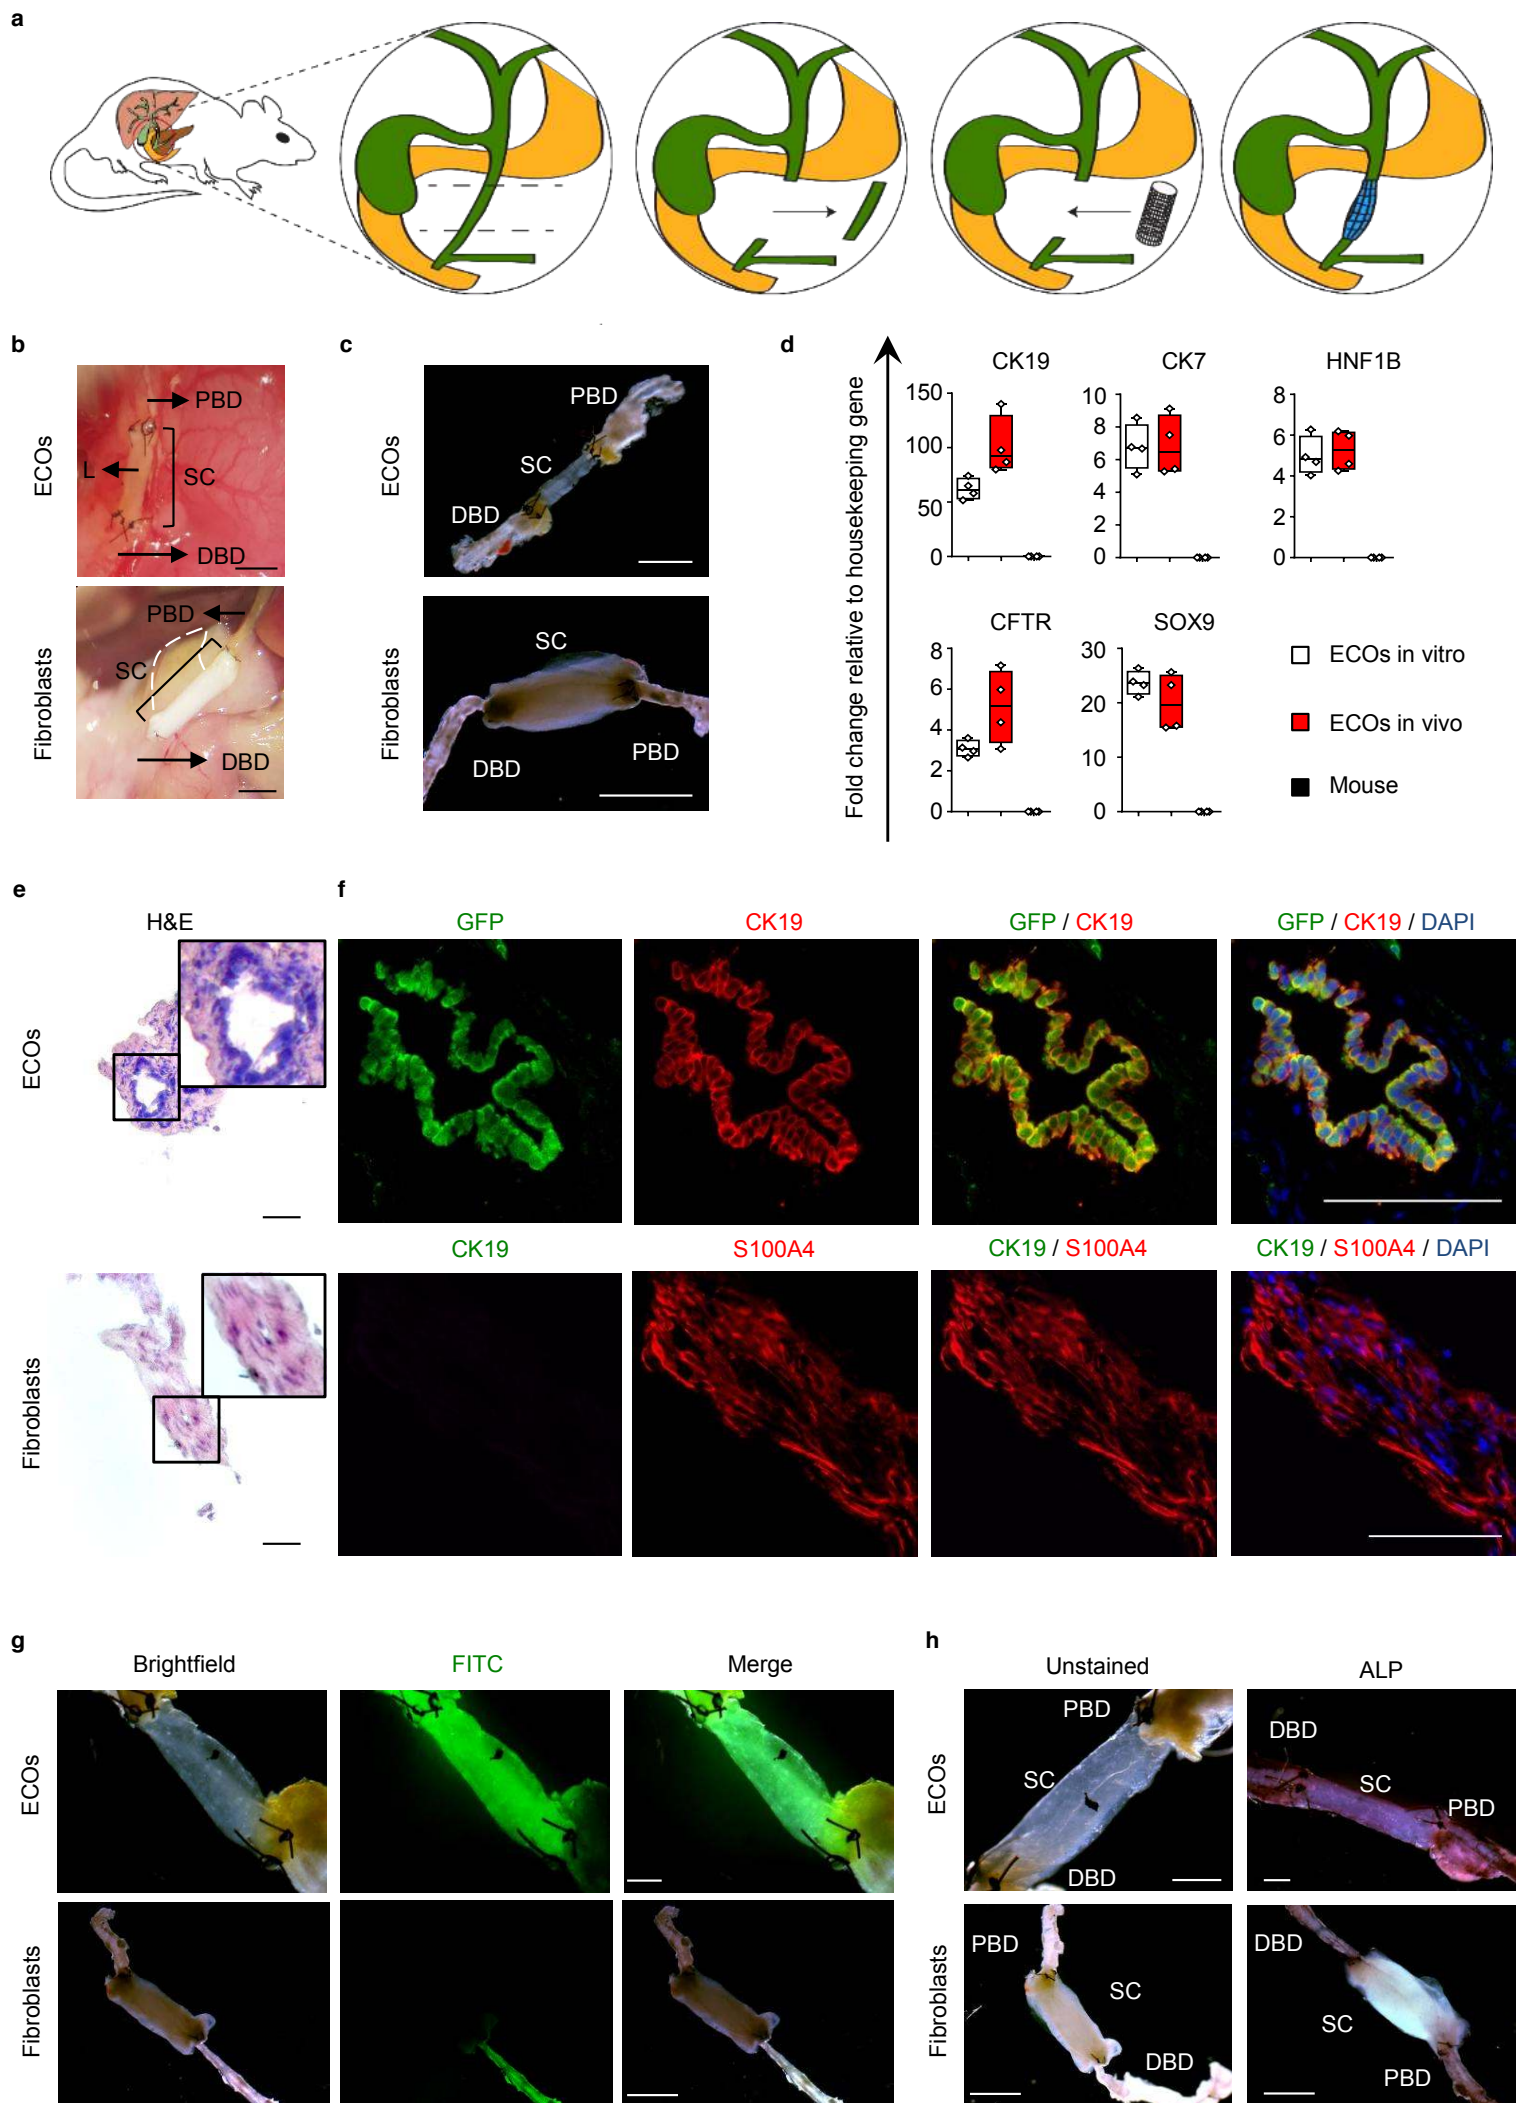 a
b
ECOs
PBD
L
SC
DBD
Fibroblasts
PBD
SC
DBD
c
ECOs
PBD
SC
DBD
Fibroblasts
SC
DBD
PBD
d
Fold change relative to housekeeping gene
CK19
150
100
50
0
CK7
10
8
6
4
2
0
HNF1B
8
6
4
2
0
CFTR
8
6
4
2
0
SOX9
30
20
10
0
ECOs in vitro
ECOs in vivo
Mouse
e
H&E
ECOs
Fibroblasts
f
GFP
CK19
GFP / CK19
GFP / CK19 / DAPI
CK19
S100A4
CK19 / S100A4
CK19 / S100A4 / DAPI
g
Brightfield
FITC
Merge
ECOs
Fibroblasts
h
Unstained
ALP
ECOs
PBD
SC
DBD
DBD
SC
PBD
Fibroblasts
PBD
SC
DBD
DBD
SC
PBD